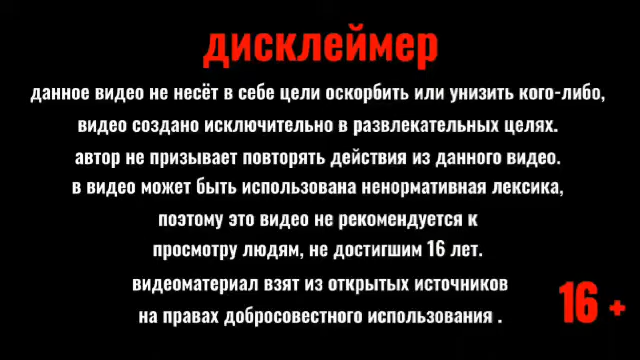 дисклеймер
данное видео не несёт в себе цели оскорбить или унизить кого-либо,
видео создано исключительно в развлекательных целях.
автор не призывает повторять действия из данного видео.
в видео может быть использована ненормативная лексика,
поэтому это видео не рекомендуется к
просмотру людям, не достигшим 16 лет.
видеоматериал взят из открытых источников
на правах добросовестного использования .
16 +